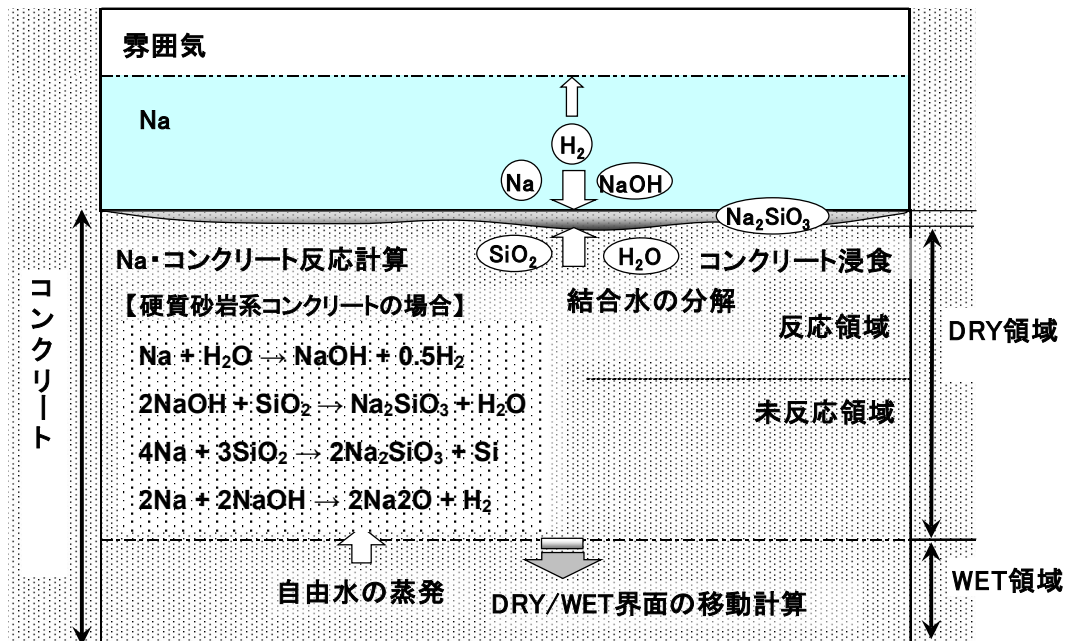 雰囲気
Na
H₂
Na
NaOH
Na₂SiO₃
SiO₂
H₂O
Na・コンクリート反応計算
コンクリート浸食
【硬質砂岩系コンクリートの場合】
結合水の分解
反応領域
DRY領域
コンクリート
Na + H₂O → NaOH + 0.5H₂
2NaOH + SiO₂ → Na₂SiO₃ + H₂O
未反応領域
4Na + 3SiO₂ → 2Na₂SiO₃ + Si
2Na + 2NaOH → 2Na2O + H₂
自由水の蒸発
DRY/WET界面の移動計算
WET領域